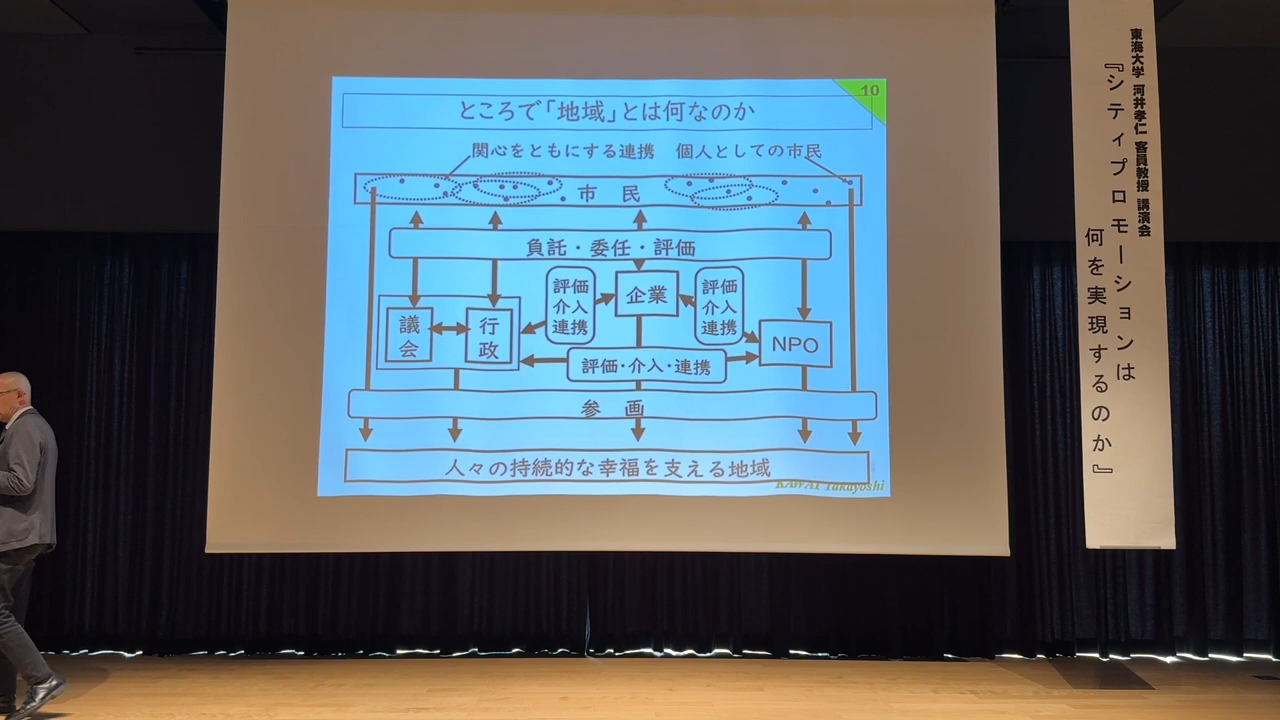 10
ところで「地域」とは何なのか
関心をともにする連携　個人としての市民
市　民
負託・委任・評価
評価
介入
連携
企業
評価
介入
連携
議会
行政
NPO
評価・介入・連携
参　画
人々の持続的な幸福を支える地域
KAWAI Takayoshi
東海大学 河井孝仁 客員教授 講演会
『シティプロモーションは
何を実現するのか』